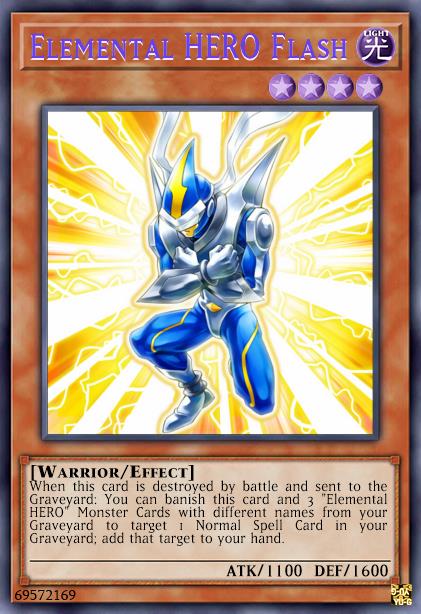 Elemental HERO Flash
LIGHT
光
[Warrior/Effect]
When this card is destroyed by battle and sent to the
Graveyard: You can banish this card and 3 "Elemental
HERO" Monster Cards with different names from your
Graveyard to target 1 Normal Spell Card in your
Graveyard; add that target to your hand.
ATK/1100 DEF/1600
69572169